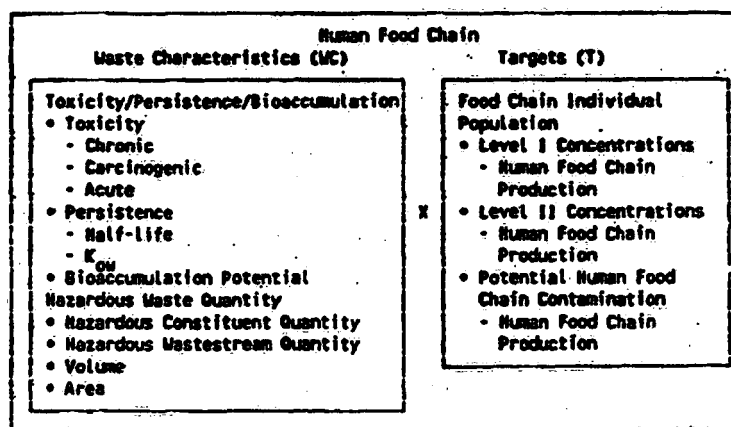 Human Food Chain
Waste Characteristics (WC)
Targets (T)
Toxicity/Persistence/Bioaccumulation
• Toxicity
- Chronic
- Carcinogenic
- Acute
• Persistence
- Half-life
- Kow
• Bioaccumulation Potential
Hazardous Waste Quantity
• Hazardous Constituent Quantity
• Hazardous Wastestream Quantity
• Volume
• Area
X
Food Chain Individual
Population
• Level I Concentrations
- Human Food Chain
Production
• Level II Concentrations
- Human Food Chain
Production
• Potential Human Food
Chain Contamination
- Human Food Chain
Production